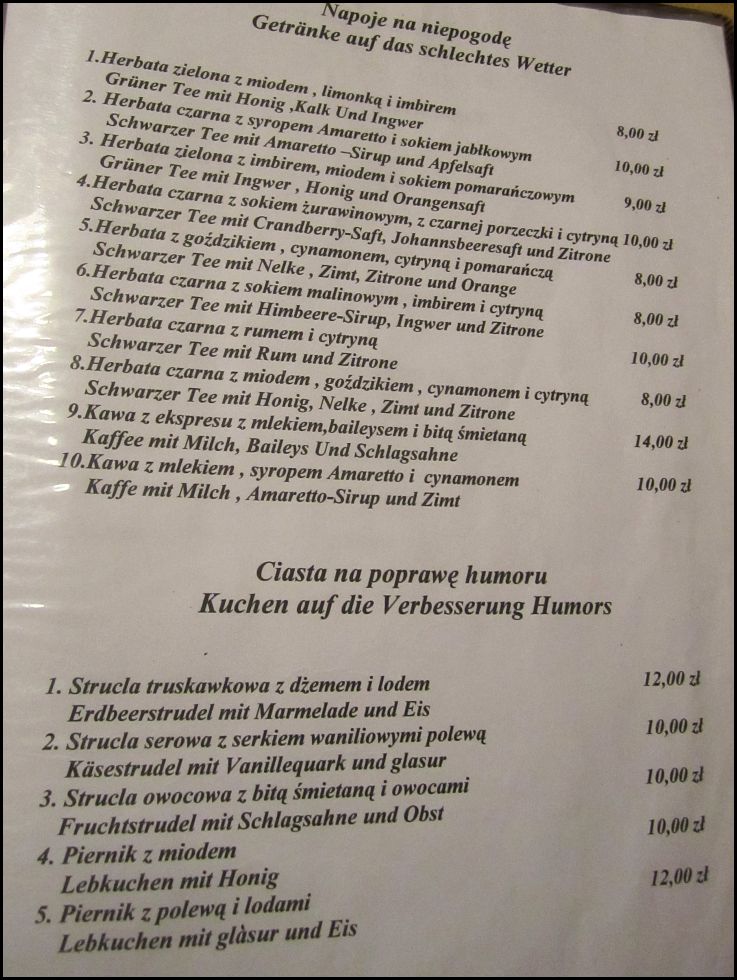 Napoje na niepogodę
Getränke auf das schlechtes Wetter
1.Herbata zielona z miodem , limonką i imbirem
Grüner Tee mit Honig ,Kalk Und Ingwer 8,00 zł
2. Herbata czarna z syropem Amaretto i sokiem jabłkowym
Schwarzer Tee mit Amaretto –Sirup und Apfelsaft 10,00 zł
3. Herbata zielona z imbirem, miodem i sokiem pomarańczowym
Grüner Tee mit Ingwer , Honig und Orangensaft 9,00 zł
4.Herbata czarna z sokiem żurawinowym, z czarnej porzeczki i cytryną 10,00 zł
Schwarzer Tee mit Crandberry-Saft, Johannsbeeresaft und Zitrone
5.Herbata z goździkiem , cynamonem, cytryną i pomarańczą 8,00 zł
Schwarzer Tee mit Nelke , Zimt, Zitrone und Orange
6.Herbata czarna z sokiem malinowym , imbirem i cytryną 8,00 zł
Schwarzer Tee mit Himbeere-Sirup, Ingwer und Zitrone
7.Herbata czarna z rumem i cytryną 10,00 zł
Schwarzer Tee mit Rum und Zitrone
8.Herbata czarna z miodem , goździkiem , cynamonem i cytryną 8,00 zł
Schwarzer Tee mit Honig, Nelke , Zimt und Zitrone
9.Kawa z ekspresu z mlekiem,baileysem i bitą śmietaną 14,00 zł
Kaffee mit Milch, Baileys Und Schlagsahne
10.Kawa z mlekiem , syropem Amaretto i cynamonem 10,00 zł
Kaffe mit Milch , Amaretto-Sirup und Zimt
Ciasta na poprawę humoru
Kuchen auf die Verbesserung Humors
1. Strucla truskawkowa z dżemem i lodem 12,00 zł
Erdbeerstrudel mit Marmelade und Eis
2. Strucla serowa z serkiem waniliowymi polewą 10,00 zł
Käsestrudel mit Vanillequark und glasur
3. Strucla owocowa z bitą śmietaną i owocami 10,00 zł
Fruchtstrudel mit Schlagsahne und Obst
4. Piernik z miodem 10,00 zł
Lebkuchen mit Honig
5. Piernik z polewą i lodami 12,00 zł
Lebkuchen mit glàsur und Eis